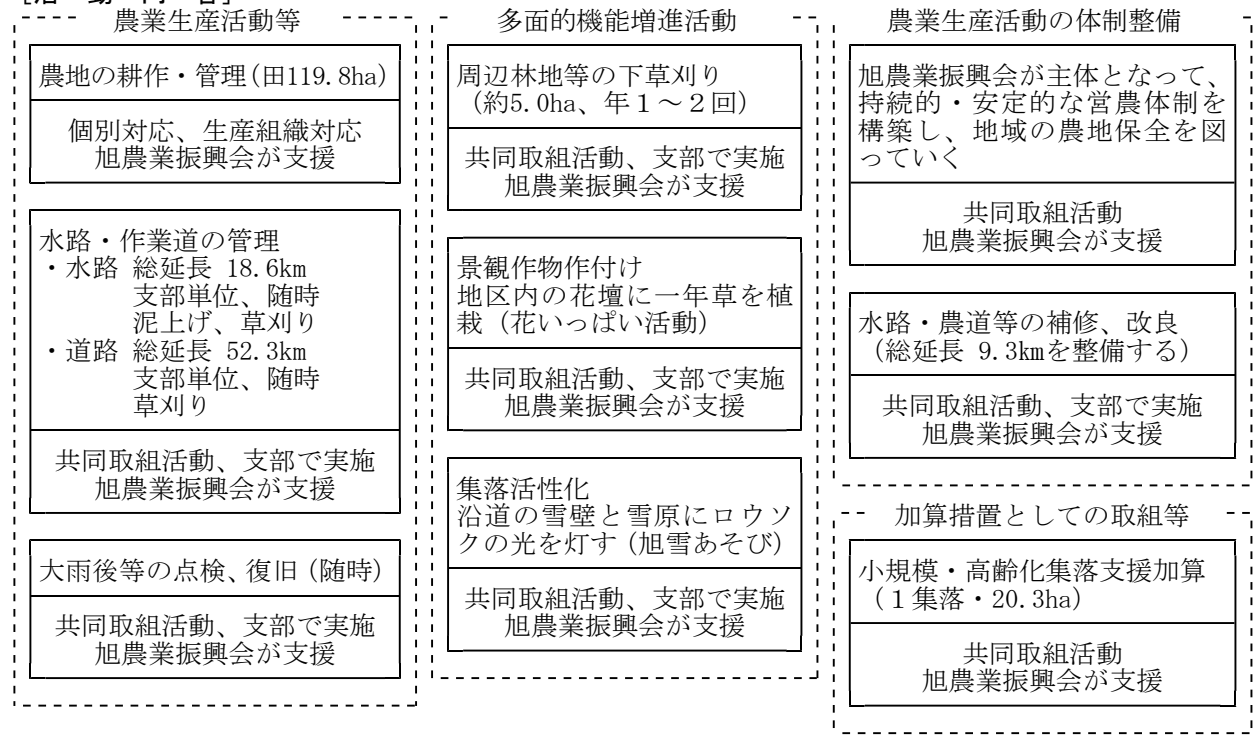 [活 動 内 容]
農業生産活動等
農地の耕作・管理(田119.8ha)
個別対応、生産組織対応
旭農業振興会が支援
水路・作業道の管理
・水路 総延長 18.6km
支部単位、随時
泥上げ、草刈り
・道路 総延長 52.3km
支部単位、随時
草刈り
共同取組活動、支部で実施
旭農業振興会が支援
大雨後等の点検、復旧(随時)
共同取組活動、支部で実施
旭農業振興会が支援
多面的機能増進活動
周辺林地等の下草刈り
(約5.0ha、年1~2回)
共同取組活動、支部で実施
旭農業振興会が支援
景観作物作付け
地区内の花壇に一年草を植
栽(花いっぱい活動)
共同取組活動、支部で実施
旭農業振興会が支援
集落活性化
沿道の雪壁と雪原にロウソ
クの光を灯す(旭雪あそび)
共同取組活動、支部で実施
旭農業振興会が支援
農業生産活動の体制整備
旭農業振興会が主体となって、
持続的・安定的な営農体制を
構築し、地域の農地保全を図
っていく
共同取組活動
旭農業振興会が支援
水路・農道等の補修、改良
(総延長 9.3kmを整備する)
共同取組活動、支部で実施
旭農業振興会が支援
加算措置としての取組等
小規模・高齢化集落支援加算
(1集落・20.3ha)
共同取組活動
旭農業振興会が支援